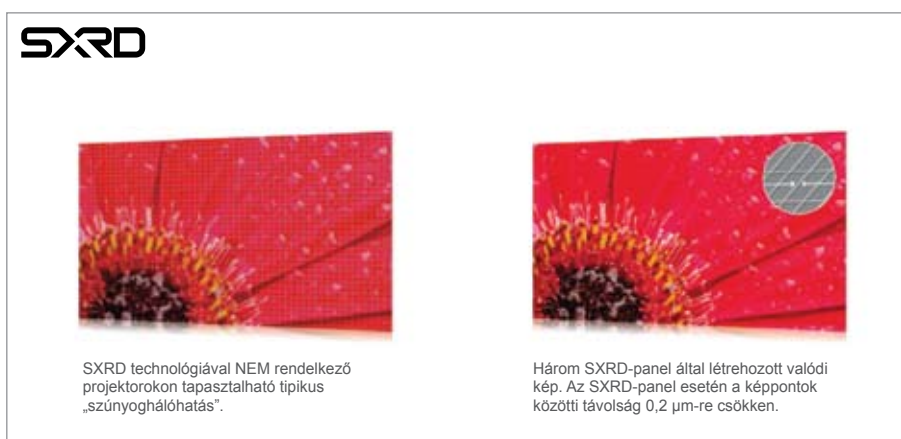 SXRD
SXRD technológiával NEM rendelkező
projektorokon tapasztalható tipikus
„szúnyoghálóhatás”.
Három SXRD-panel által létrehozott valódi
kép. Az SXRD-panel esetén a képpontok
közötti távolság 0,2 μm-re csökken.